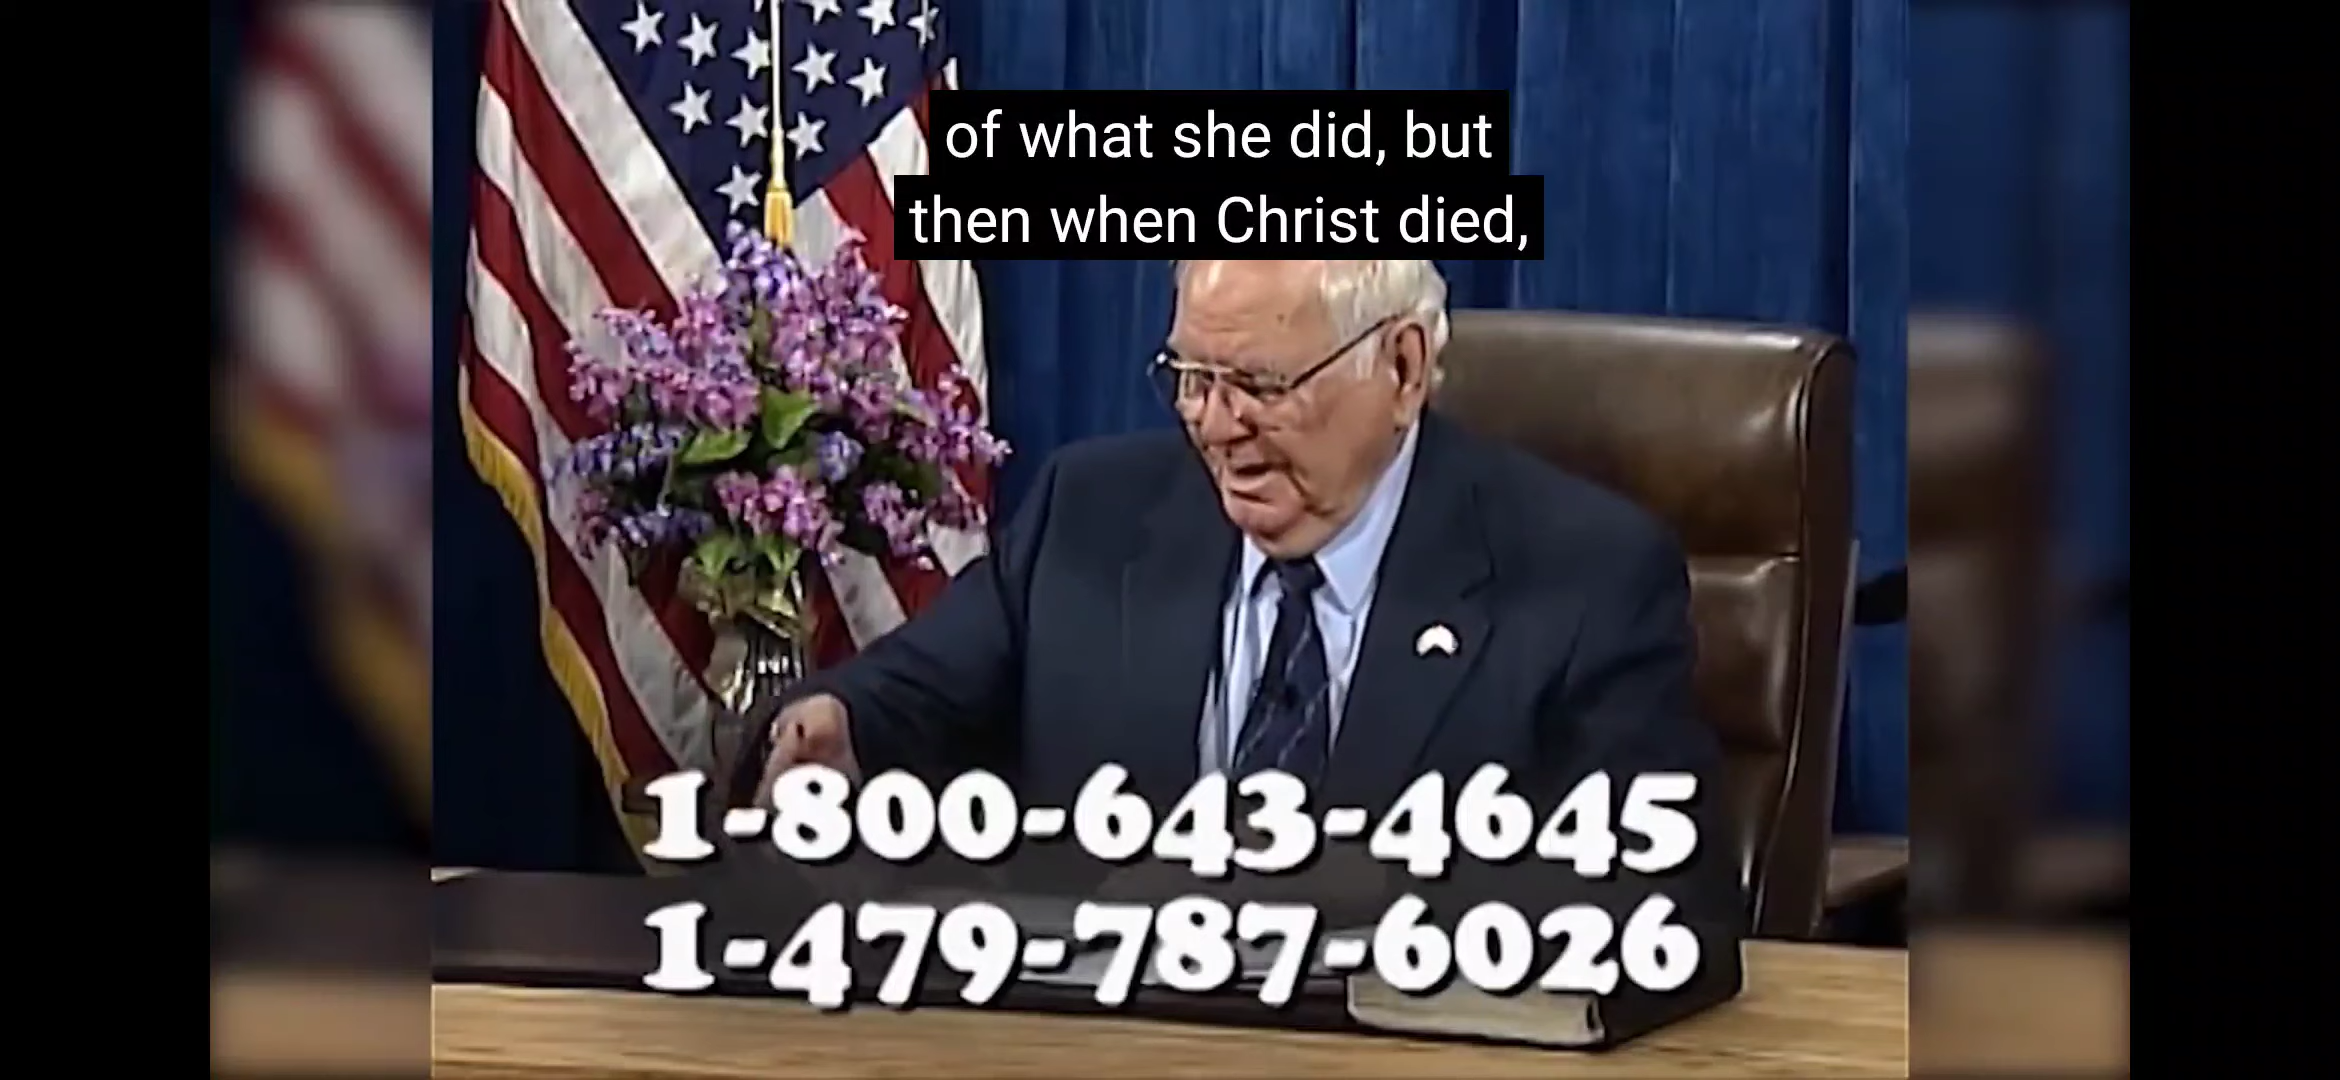 of what she did, but
then when Christ died,
1-800-643-4645
1-479-787-6026